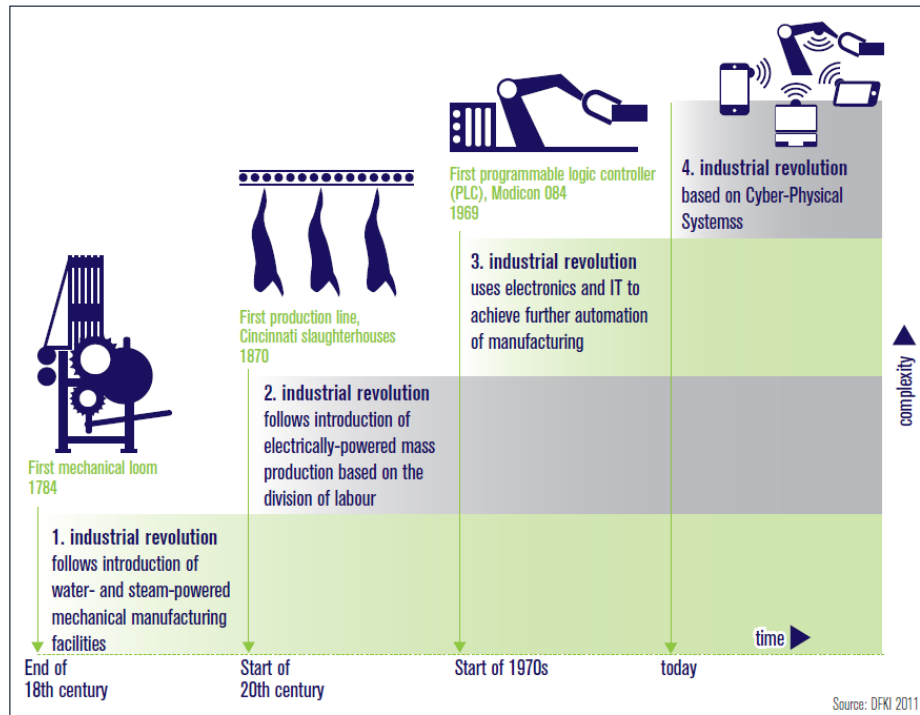 First mechanical loom
1784
First production line,
Cincinnati slaughterhouses
1870
First programmable logic controller
(PLC), Modicon 084
1969
4. industrial revolution
based on Cyber-Physical
Systemss
3. industrial revolution
uses electronics and IT to
achieve further automation
of manufacturing
2. industrial revolution
follows introduction of
electrically-powered mass
production based on the
division of labour
1. industrial revolution
follows introduction of
water- and steam-powered
mechanical manufacturing
facilities
complexity
time
End of
18th century
Start of
20th century
Start of 1970s
today
Source: DFKI 2011